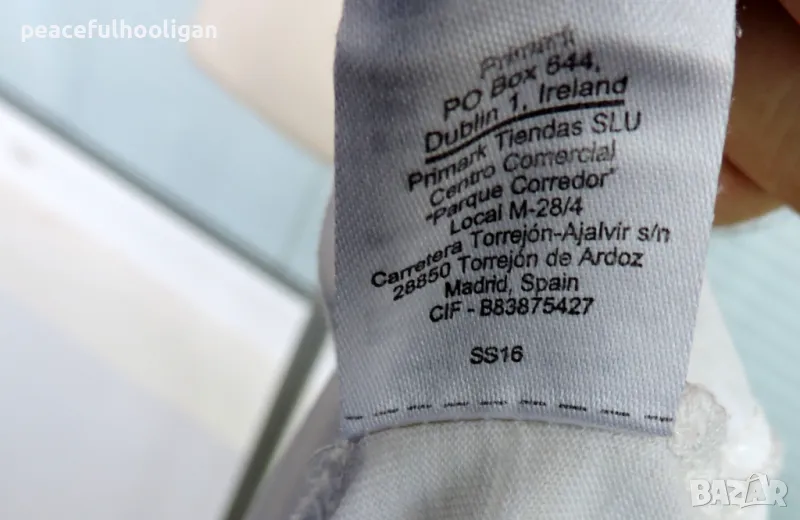 peacefulhooligan
Primark
PO Box 644,
Dublin 1, Ireland
Primark Tiendas SLU
Centro Comercial
"Parque Corredor"
Local M-28/4
Carretera Torrejón-Ajalvir s/n
28850 Torrejón de Ardoz
Madrid, Spain
CIF - B83875427
SS16
BAZAR